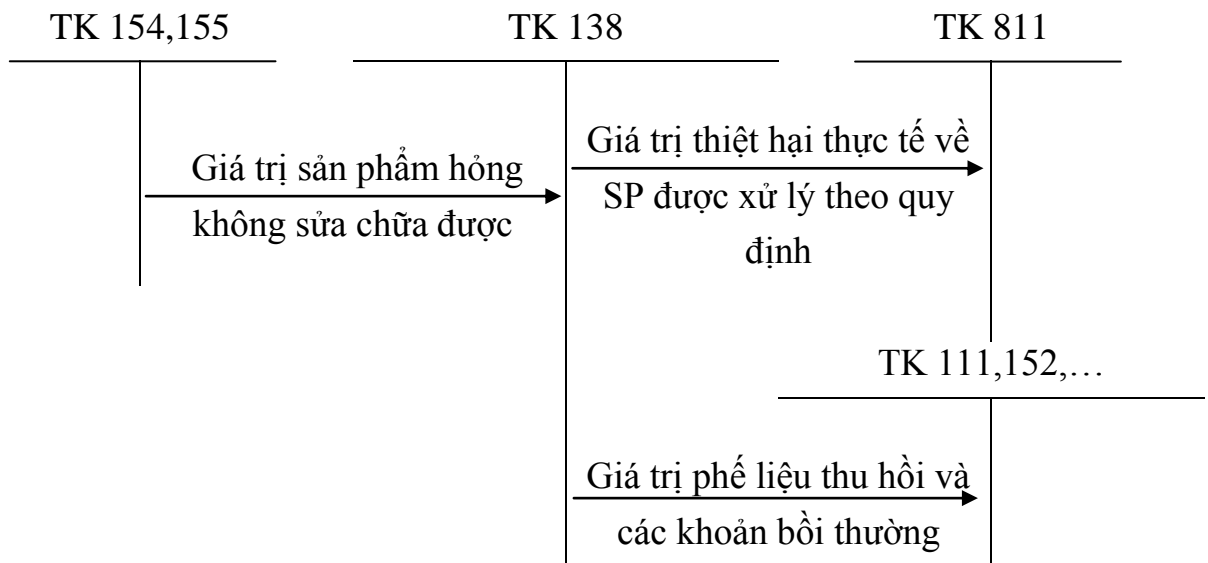 TK 154,155
TK 138
TK 811
Giá trị sản phẩm hỏng
không sửa chữa được
Giá trị thiệt hại thực tế về
SP được xử lý theo quy
định
TK 111,152,…
Giá trị phế liệu thu hồi và
các khoản bồi thường